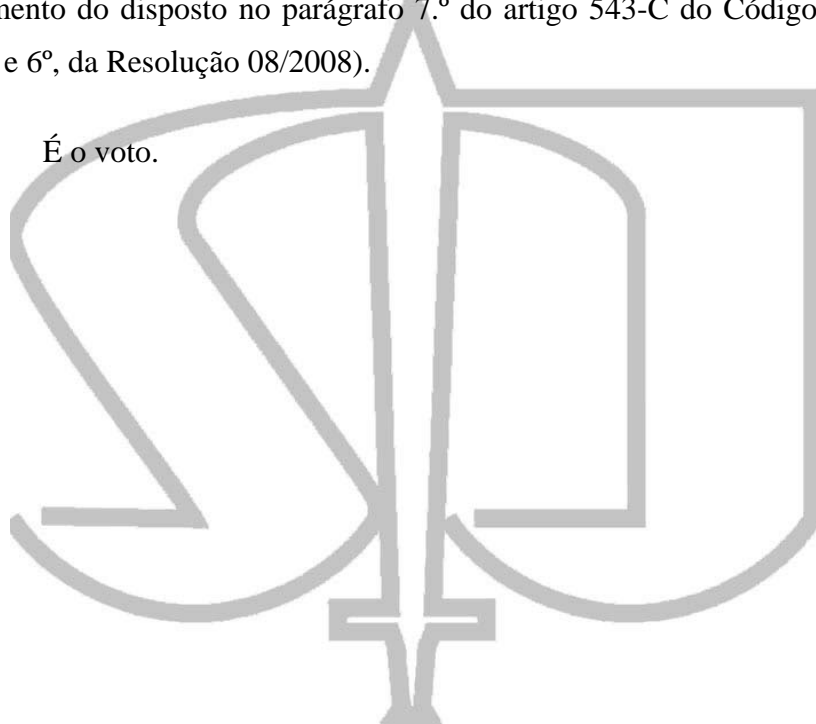 mento do disposto no parágrafo 7.º do artigo 543-C do Código
e 6º, da Resolução 08/2008).
É o voto.